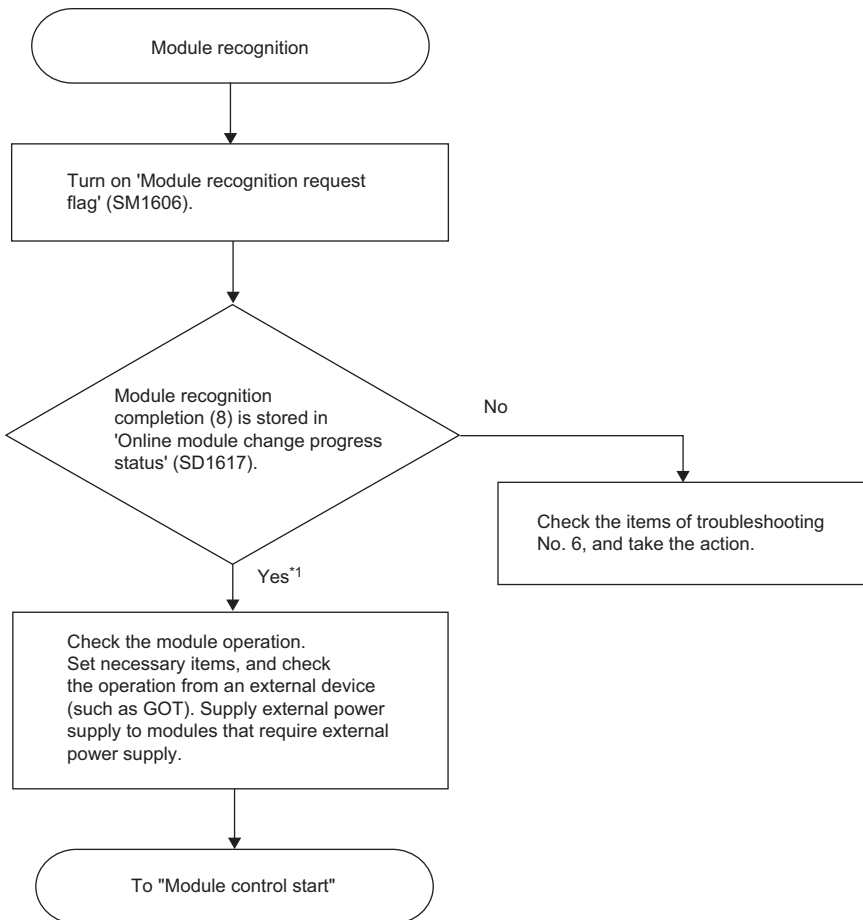 Module recognition
Turn on 'Module recognition request
flag' (SM1606).
Module recognition
completion (8) is stored in
'Online module change progress
status' (SD1617).
No
Check the items of troubleshooting
No. 6, and take the action.
Yes*1
Check the module operation.
Set necessary items, and check
the operation from an external device
(such as GOT). Supply external power
supply to modules that require external
power supply.
To "Module control start"